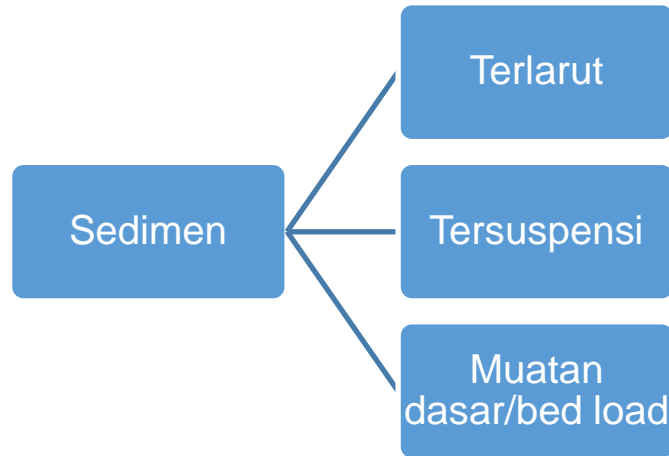 Terlarut
Sedimen
Tersuspensi
Muatan
dasar/bed load